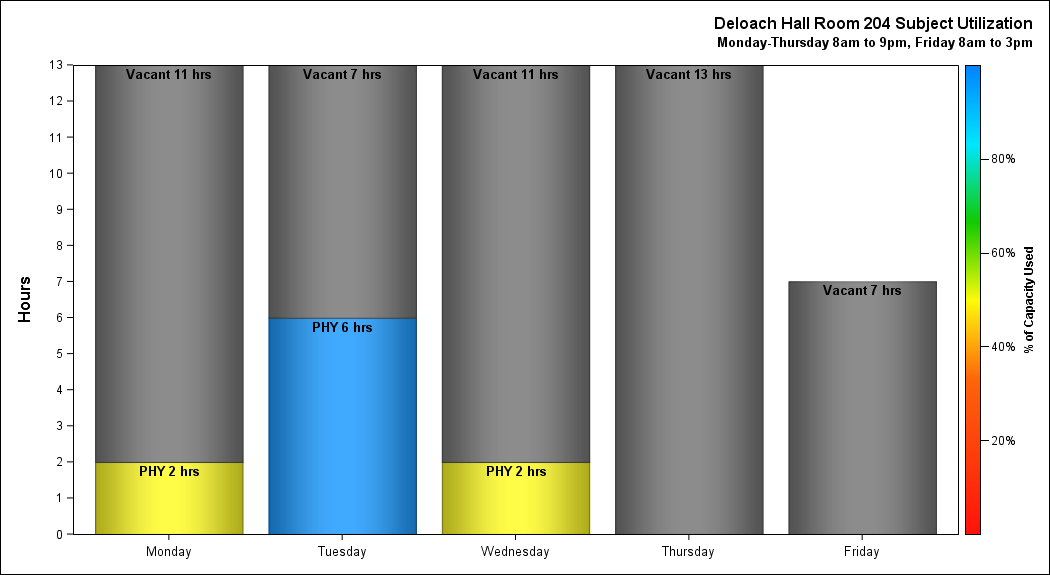 Deloach Hall Room 204 Subject Utilization
Monday-Thursday 8am to 9pm, Friday 8am to 3pm
13
12
11
10
9
8
7
6
5
4
3
2
1
0
Hours
Vacant 11 hrs
Vacant 7 hrs
Vacant 11 hrs
Vacant 13 hrs
Vacant 7 hrs
PHY 6 hrs
PHY 2 hrs
PHY 2 hrs
Monday
Tuesday
Wednesday
Thursday
Friday
80%
60%
40%
20%
% of Capacity Used